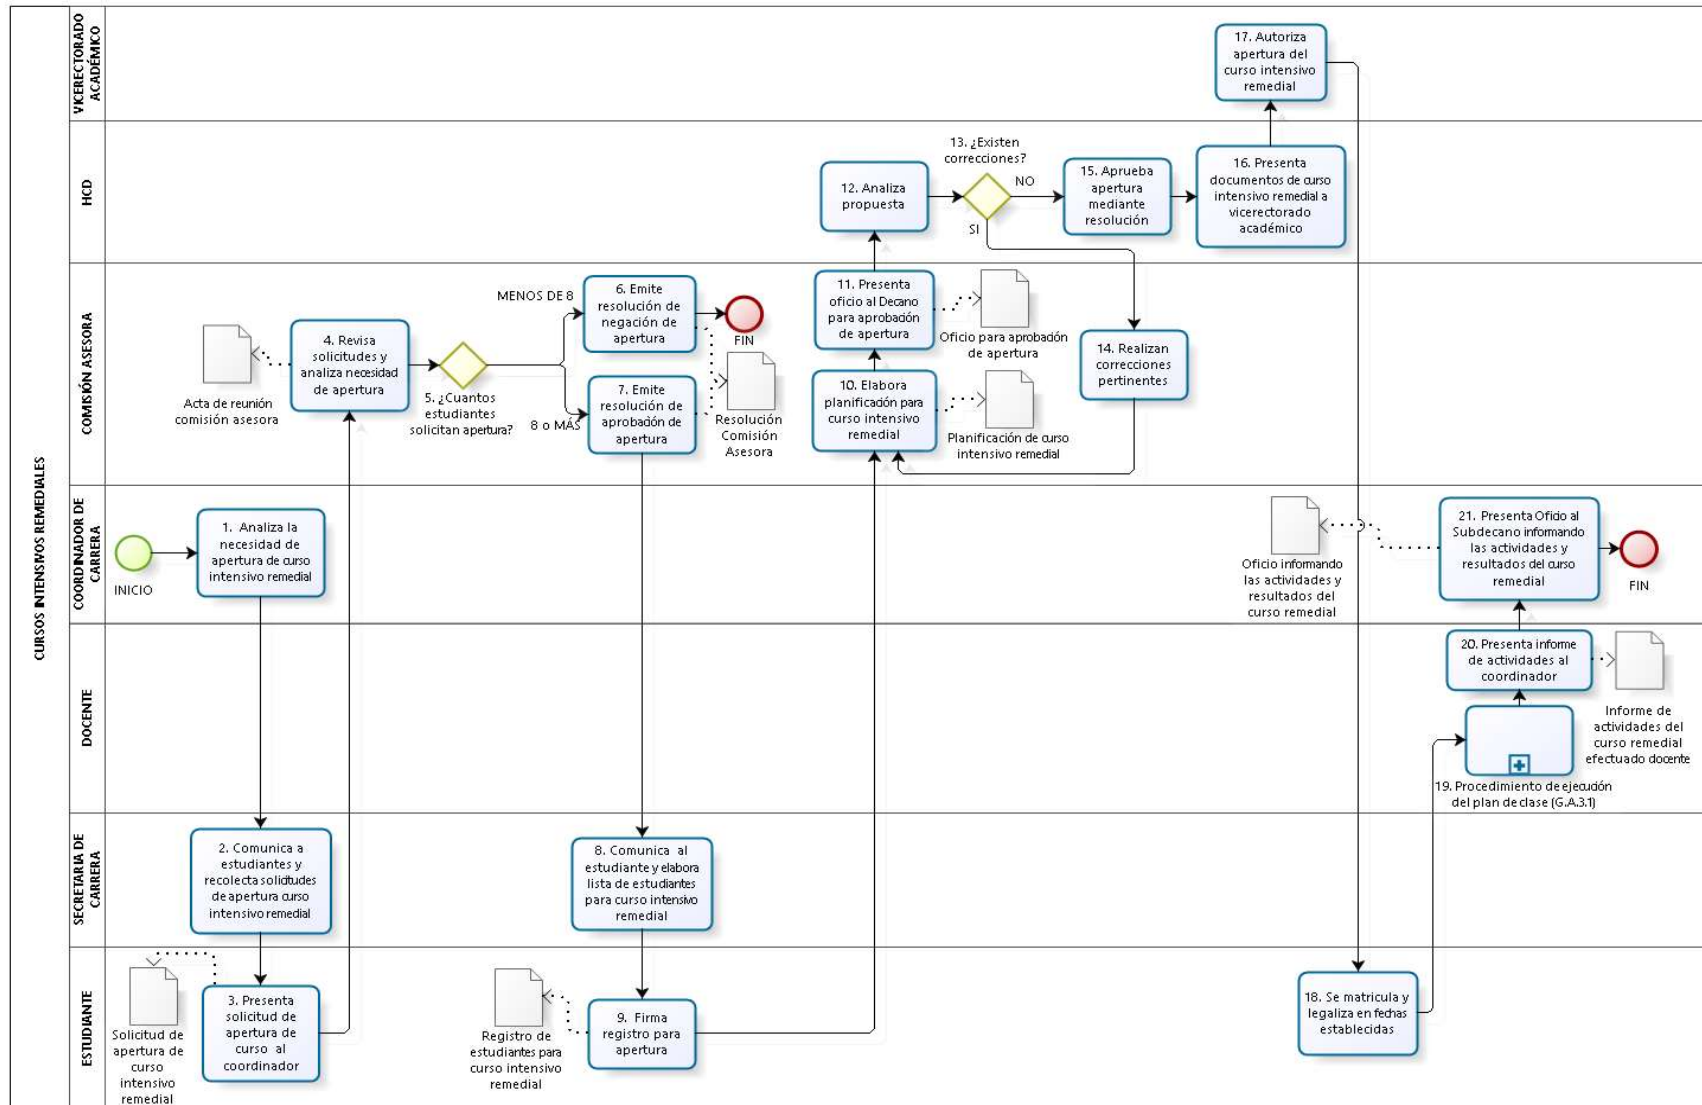 CURSOS INTENSIVOS REMEDIALES
VICERECTORADO
ACADÉMICO
17. Autoriza
apertura del
curso intensivo
remedial
HCD
12. Analiza
propuesta
13. ¿Existen
correcciones?
NO
SI
15. Aprueba
apertura
mediante
resolución
16. Presenta
documentos de curso
intensivo remedial a
vicerectorado
académico
COMISIÓN ASESORA
Acta de reunión
comisión asesora
4. Revisa
solicitudes y
analiza necesidad
de apertura
5. ¿Cuantos
estudiantes
solicitan apertura?
MENOS DE 8
8 o MÁS
6. Emite
resolución de
negación de
apertura
FIN
7. Emite
resolución de
aprobación de
apertura
Resolución
Comisión
Asesora
11. Presenta
oficio al Decano
para aprobación
de apertura
Oficio para aprobación
de apertura
10. Elabora
planificación para
curso intensivo
remedial
Planificación de curso
intensivo remedial
14. Realizan
correcciones
pertinentes
COORDINADOR DE
CARRERA
INICIO
1. Analiza la
necesidad de
apertura de curso
intensivo remedial
Oficio informando
las actividades y
resultados del
curso remedial
21. Presenta Oficio al
Subdecano informando
las actividades y
resultados del curso
remedial
FIN
DOCENTE
20. Presenta informe
de actividades al
coordinador
Informe de
actividades del
curso remedial
efectuado docente
19. Procedimiento de ejecución
del plan de clase (G.A.3.1)
SECRETARIA DE
CARRERA
2. Comunica a
estudiantes y
recolecta solicitudes
de apertura curso
intensivo remedial
8. Comunica al
estudiante y elabora
lista de estudiantes
para curso intensivo
remedial
ESTUDIANTE
Solicitud de
apertura de
curso
intensivo
remedial
3. Presenta
solicitud de
apertura de
curso al
coordinador
Registro de
estudiantes para
curso intensivo
remedial
9. Firma
registro para
apertura
18. Se matricula y
legaliza en fechas
establecidas